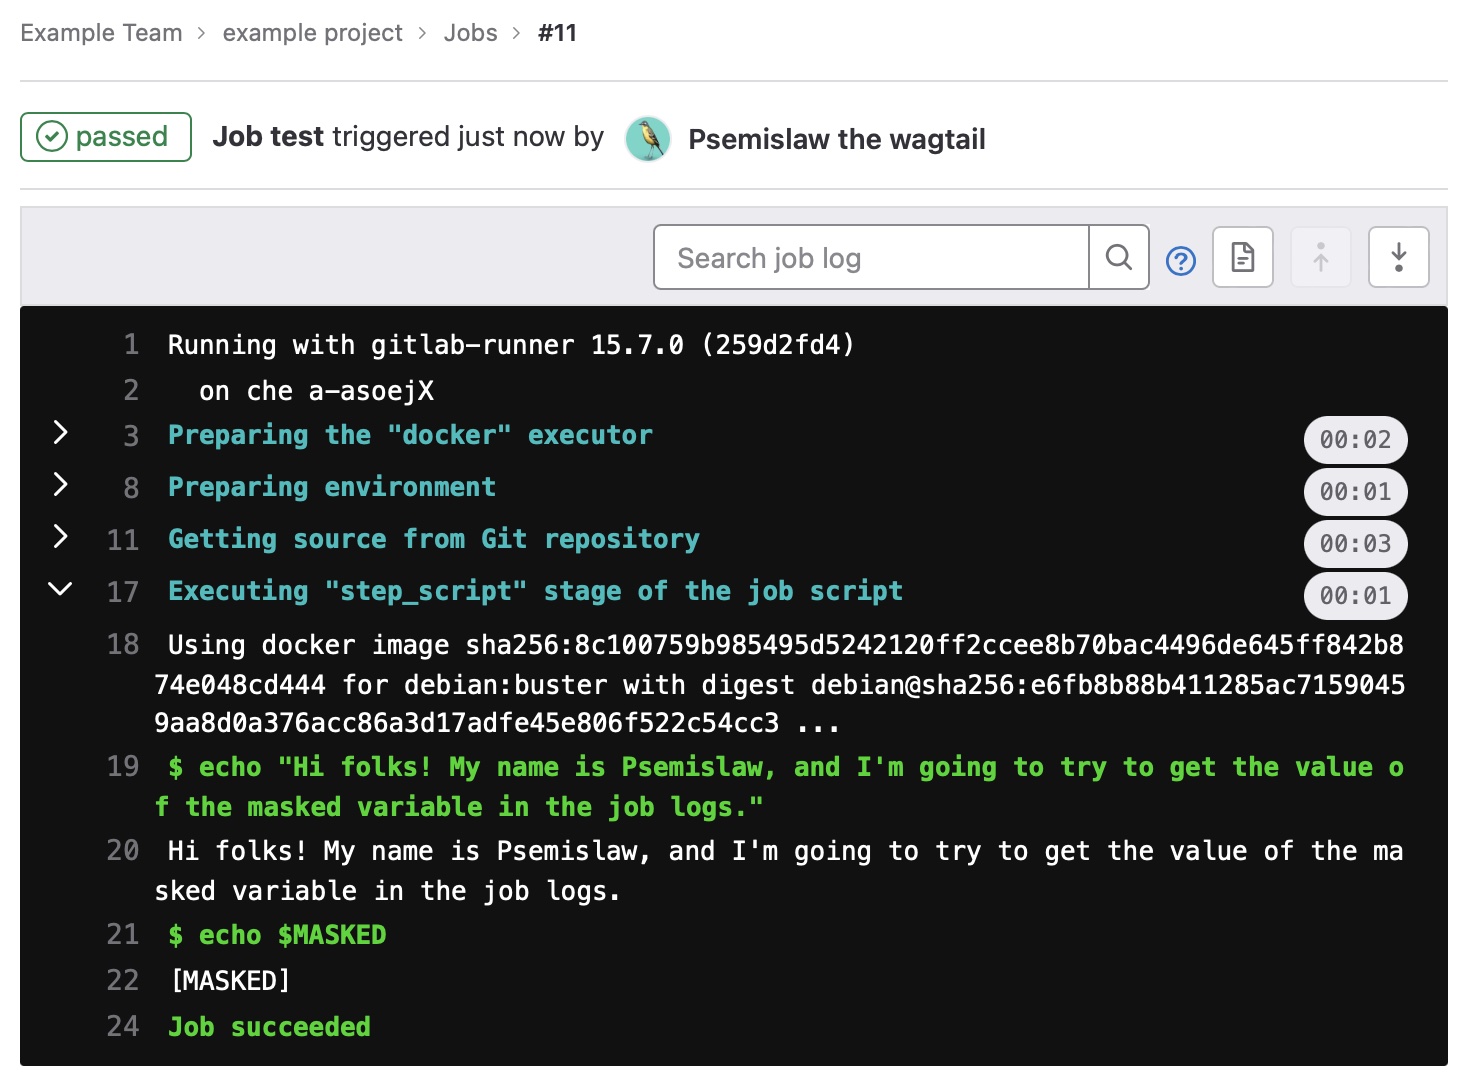 Example Team > example project > Jobs > #11
passed Job test triggered just now by Psemislaw the wagtail
Search job log
1 Running with gitlab-runner 15.7.0 (259d2fd4)
2 on che a-asoejX
3 Preparing the "docker" executor 00:02
8 Preparing environment 00:01
11 Getting source from Git repository 00:03
17 Executing "step_script" stage of the job script 00:01
18 Using docker image sha256:8c100759b985495d5242120ff2ccee8b70bac4496de645ff842b8
74e048cd444 for debian:buster with digest debian@sha256:e6fb8b88b411285ac7159045
9aa8d0a376acc86a3d17adfe45e806f522c54cc3 ...
19 $ echo "Hi folks! My name is Psemislaw, and I'm going to try to get the value o
f the masked variable in the job logs."
20 Hi folks! My name is Psemislaw, and I'm going to try to get the value of the ma
sked variable in the job logs.
21 $ echo $MASKED
22 [MASKED]
24 Job succeeded